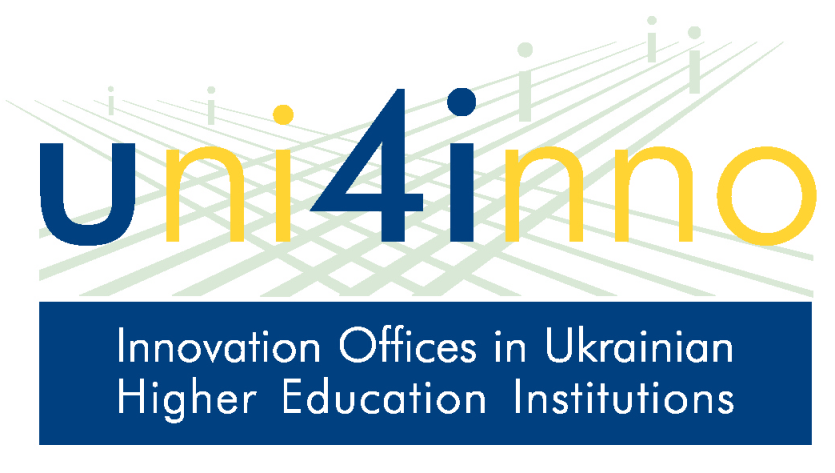 uni4inno
Innovation Offices in Ukrainian
Higher Education Institutions